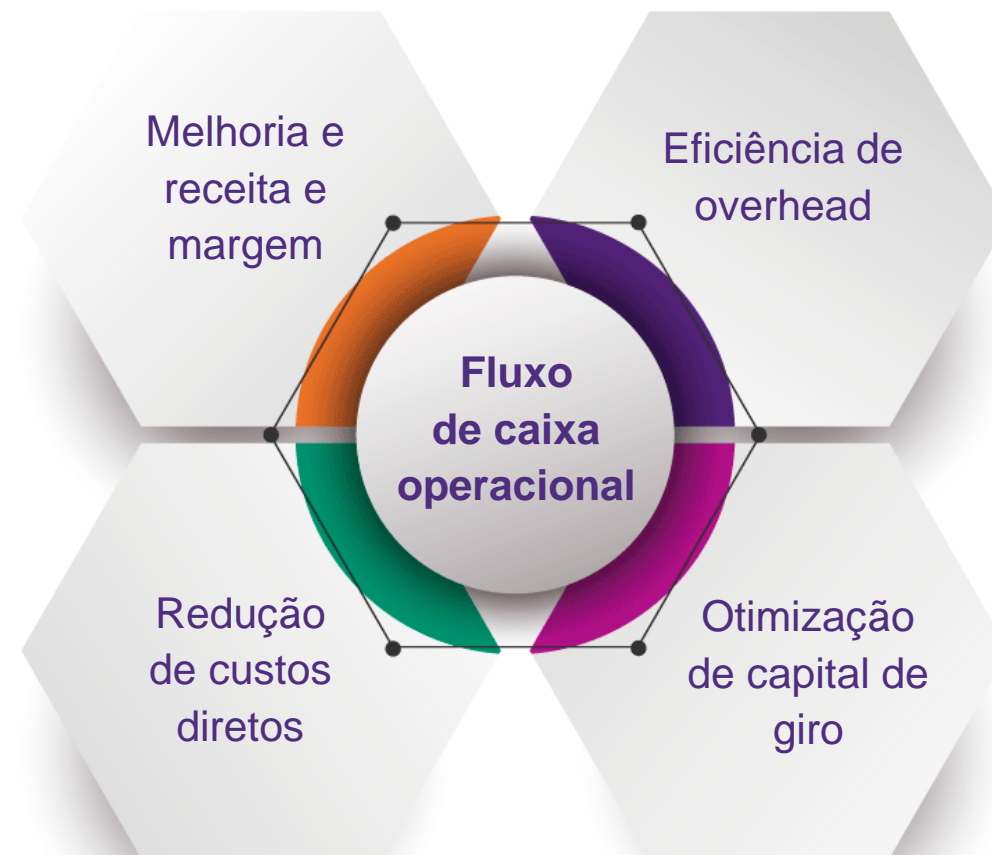 Melhoria e
receita e
margem
Eficiência de
overhead
Fluxo
de caixa
operacional
Redução
de custos
diretos
Otimização
de capital de
giro